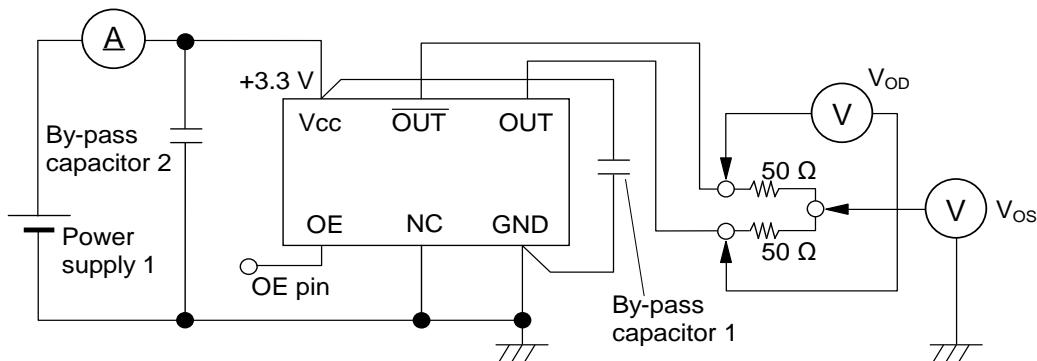 A
+3.3 V
Vcc
OUT
OUT
By-pass
capacitor 2
OE
NC
GND
Power
supply 1
OE pin
By-pass
capacitor 1
VOD
V
50 Ω
50 Ω
V
VOS